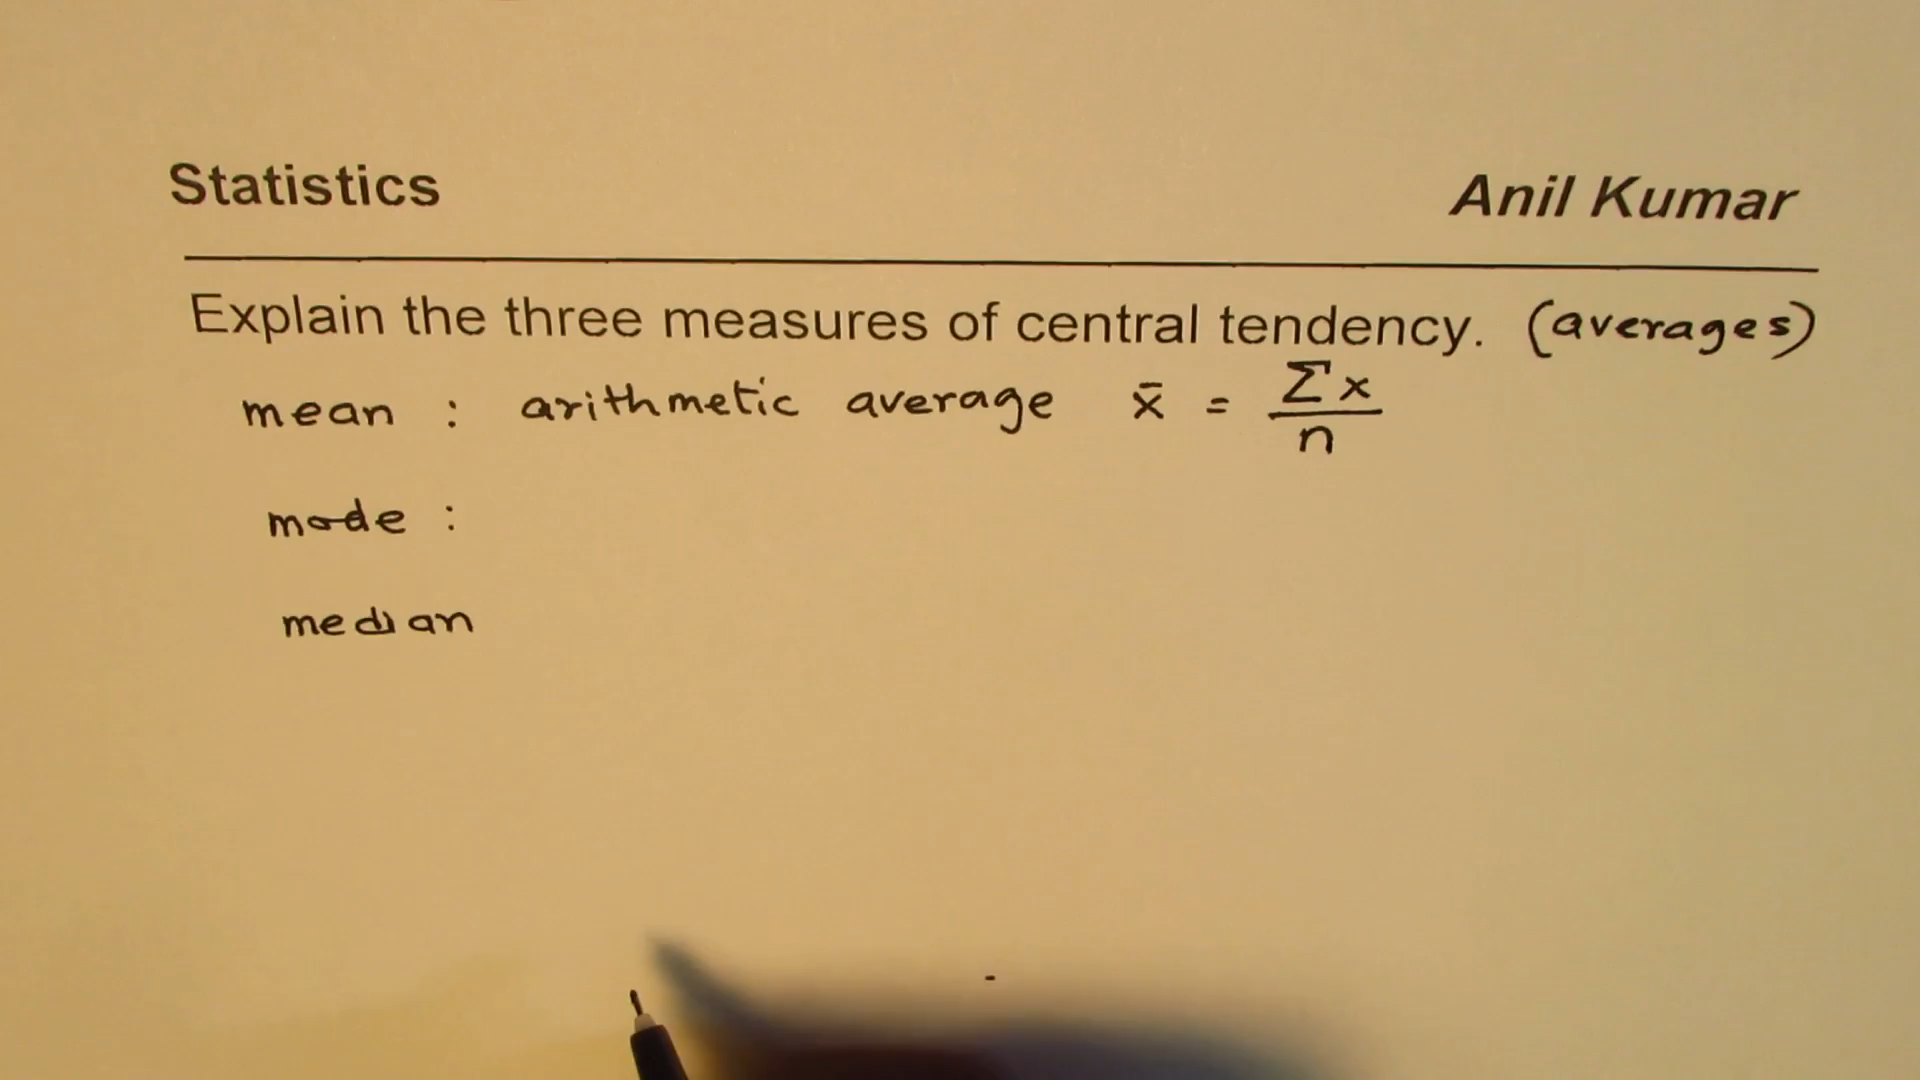 Statistics Anil Kumar
Explain the three measures of central tendency. (averages)
mean : arithmetic average x̄ = Σx / n
mode :
median